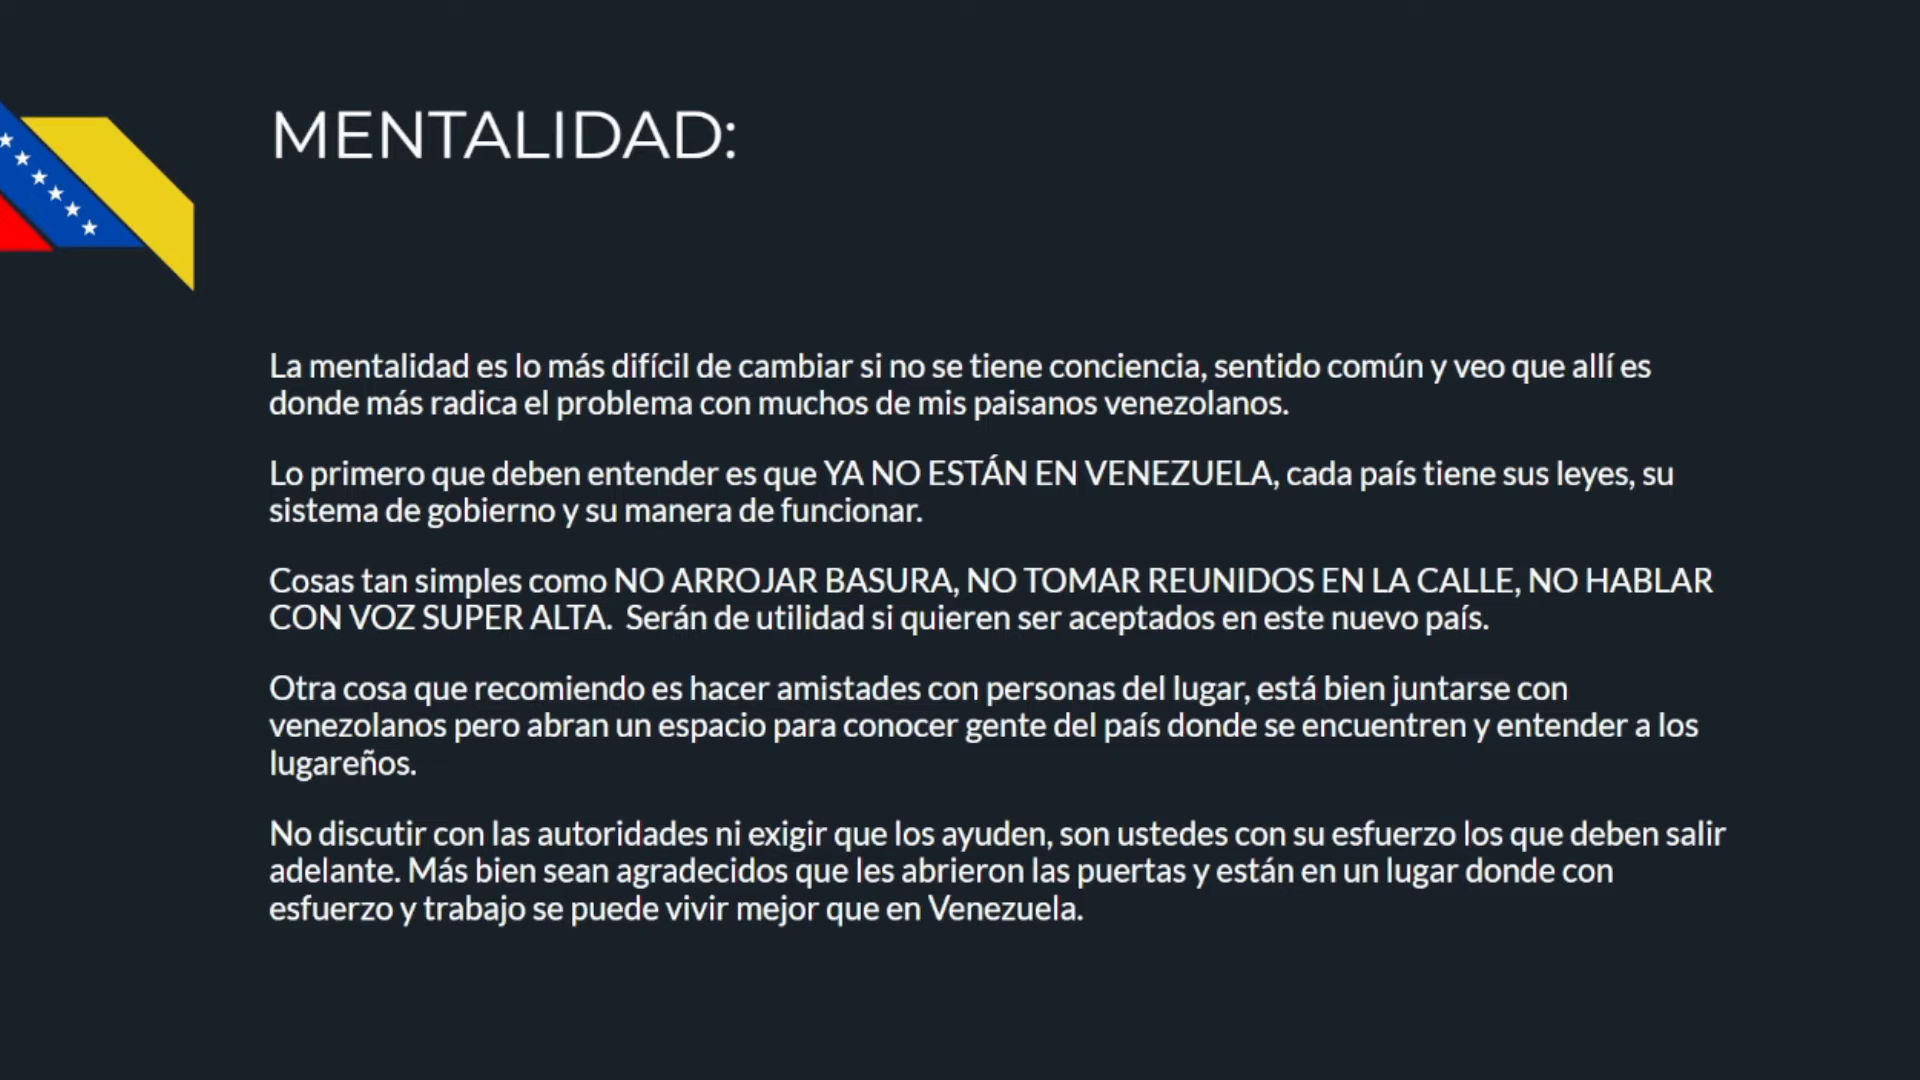 MENTALIDAD:
La mentalidad es lo más difícil de cambiar si no se tiene conciencia, sentido común y veo que allí es
donde más radica el problema con muchos de mis paisanos venezolanos.
Lo primero que deben entender es que YA NO ESTÁN EN VENEZUELA, cada país tiene sus leyes, su
sistema de gobierno y su manera de funcionar.
Cosas tan simples como NO ARROJAR BASURA, NO TOMAR REUNIDOS EN LA CALLE, NO HABLAR
CON VOZ SUPER ALTA. Serán de utilidad si quieren ser aceptados en este nuevo país.
Otra cosa que recomiendo es hacer amistades con personas del lugar, está bien juntarse con
venezolanos pero abran un espacio para conocer gente del país donde se encuentren y entender a los
lugareños.
No discutir con las autoridades ni exigir que los ayuden, son ustedes con su esfuerzo los que deben salir
adelante. Más bien sean agradecidos que les abrieron las puertas y están en un lugar donde con
esfuerzo y trabajo se puede vivir mejor que en Venezuela.